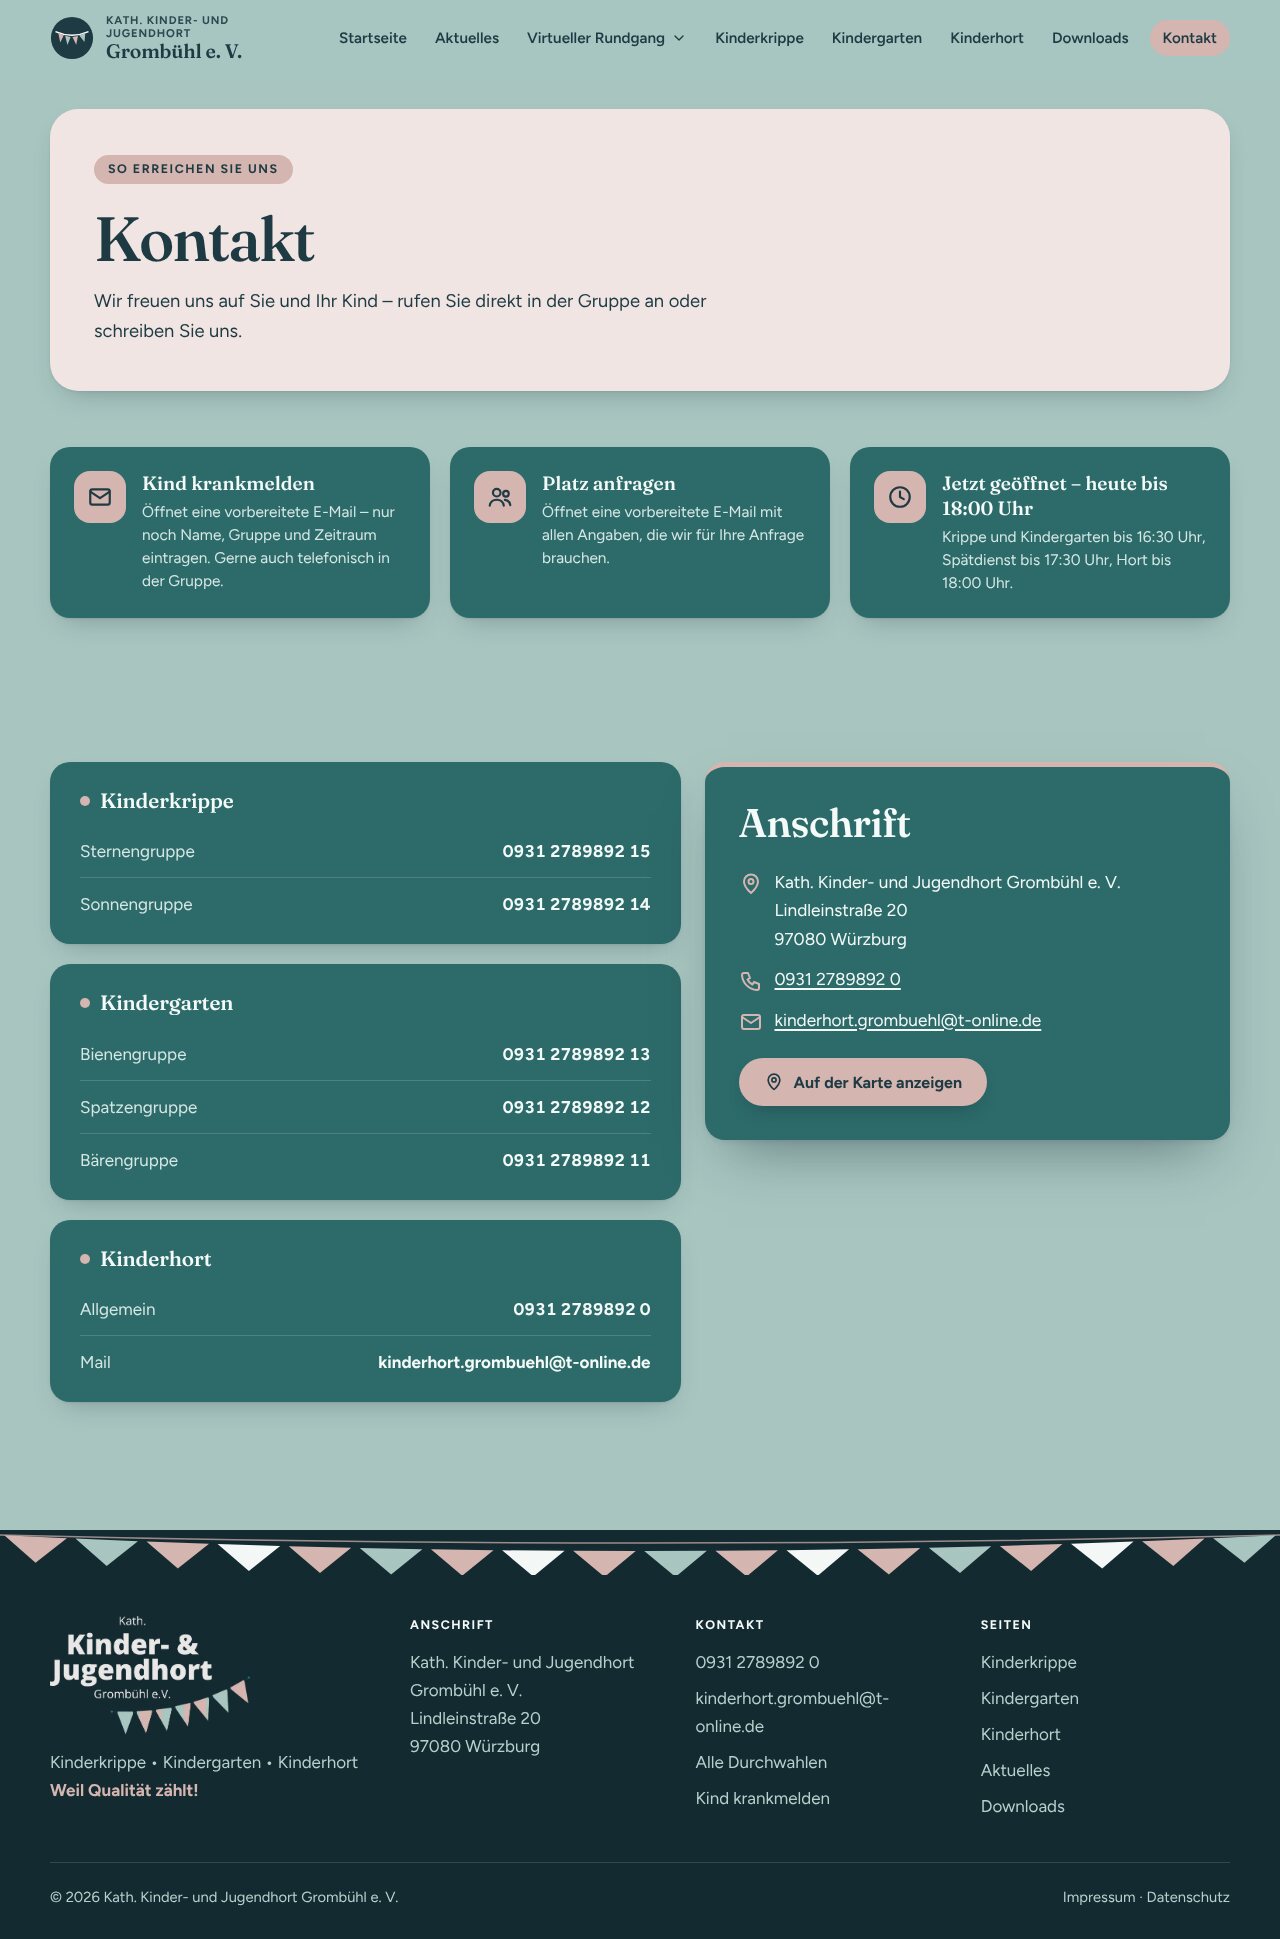 KATH. KINDER- UND
JUGENDHORT
Grombühl e. V.
Startseite
Aktuelles
Virtueller Rundgang
Kinderkrippe
Kindergarten
Kinderhort
Downloads
Kontakt
SO ERREICHEN SIE UNS
Kontakt
Wir freuen uns auf Sie und Ihr Kind – rufen Sie direkt in der Gruppe an oder
schreiben Sie uns.
Kind krankmelden
Öffnet eine vorbereitete E-Mail – nur
noch Name, Gruppe und Zeitraum
eintragen. Gerne auch telefonisch in
der Gruppe.
Platz anfragen
Öffnet eine vorbereitete E-Mail mit
allen Angaben, die wir für Ihre Anfrage
brauchen.
Jetzt geöffnet – heute bis
18:00 Uhr
Krippe und Kindergarten bis 16:30 Uhr,
Spätdienst bis 17:30 Uhr, Hort bis
18:00 Uhr.
Kinderkrippe
Sternengruppe 0931 2789892 15
Sonnengruppe 0931 2789892 14
Kindergarten
Bienengruppe 0931 2789892 13
Spatzengruppe 0931 2789892 12
Bärengruppe 0931 2789892 11
Kinderhort
Allgemein 0931 2789892 0
Mail kinderhort.grombuehl@t-online.de
Anschrift
Kath. Kinder- und Jugendhort Grombühl e. V.
Lindleinstraße 20
97080 Würzburg
0931 2789892 0
kinderhort.grombuehl@t-online.de
Auf der Karte anzeigen
Kath.
Kinder- &
Jugendhort
Grombühl e.V.
Kinderkrippe • Kindergarten • Kinderhort
Weil Qualität zählt!
ANSCHRIFT
Kath. Kinder- und Jugendhort
Grombühl e. V.
Lindleinstraße 20
97080 Würzburg
KONTAKT
0931 2789892 0
kinderhort.grombuehl@t-
online.de
Alle Durchwahlen
Kind krankmelden
SEITEN
Kinderkrippe
Kindergarten
Kinderhort
Aktuelles
Downloads
© 2026 Kath. Kinder- und Jugendhort Grombühl e. V.
Impressum · Datenschutz